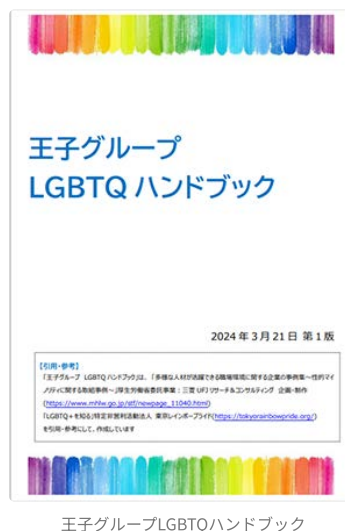 王子グループ
LGBTQ ハンドブック
2024 年 3 月 21 日 第 1 版
【引用・参考】
「王子グループ LGBTQ ハンドブック」は、「多様な人材が活躍できる職場環境に関する企業の事例集~性的マイ
ノリティに関する取組事例~」厚生労働省委託事業:三菱 UFJ リサーチ&コンサルティング 企画・制作
(https://www.mhlw.go.jp/stf/newpage_11040.html)
「LGBTQ+を知る」特定非営利活動法人 東京レインボープライド(https://tokyorainbowpride.org/)
を引用・参考にして、作成しています
王子グループLGBTQハンドブック